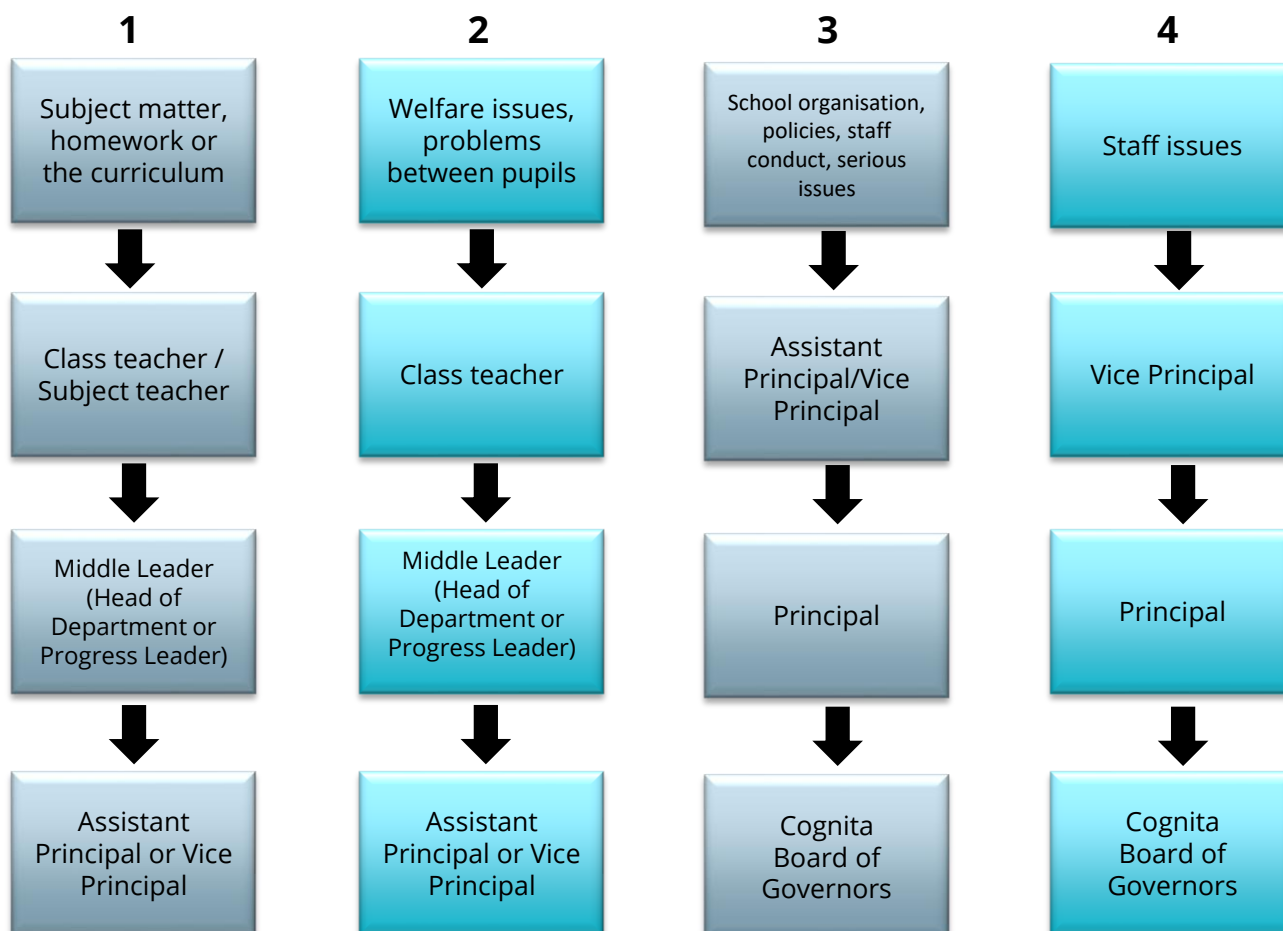 1
Subject matter,
homework or
the curriculum
Class teacher /
Subject teacher
Middle Leader
(Head of
Department or
Progress Leader)
Assistant
Principal or Vice
Principal
2
Welfare issues,
problems
between pupils
Class teacher
Middle Leader
(Head of
Department or
Progress Leader)
Assistant
Principal or Vice
Principal
3
School organisation,
policies, staff
conduct, serious
issues
Assistant
Principal/Vice
Principal
Principal
Cognita
Board of
Governors
4
Staff issues
Vice Principal
Principal
Cognita
Board of
Governors